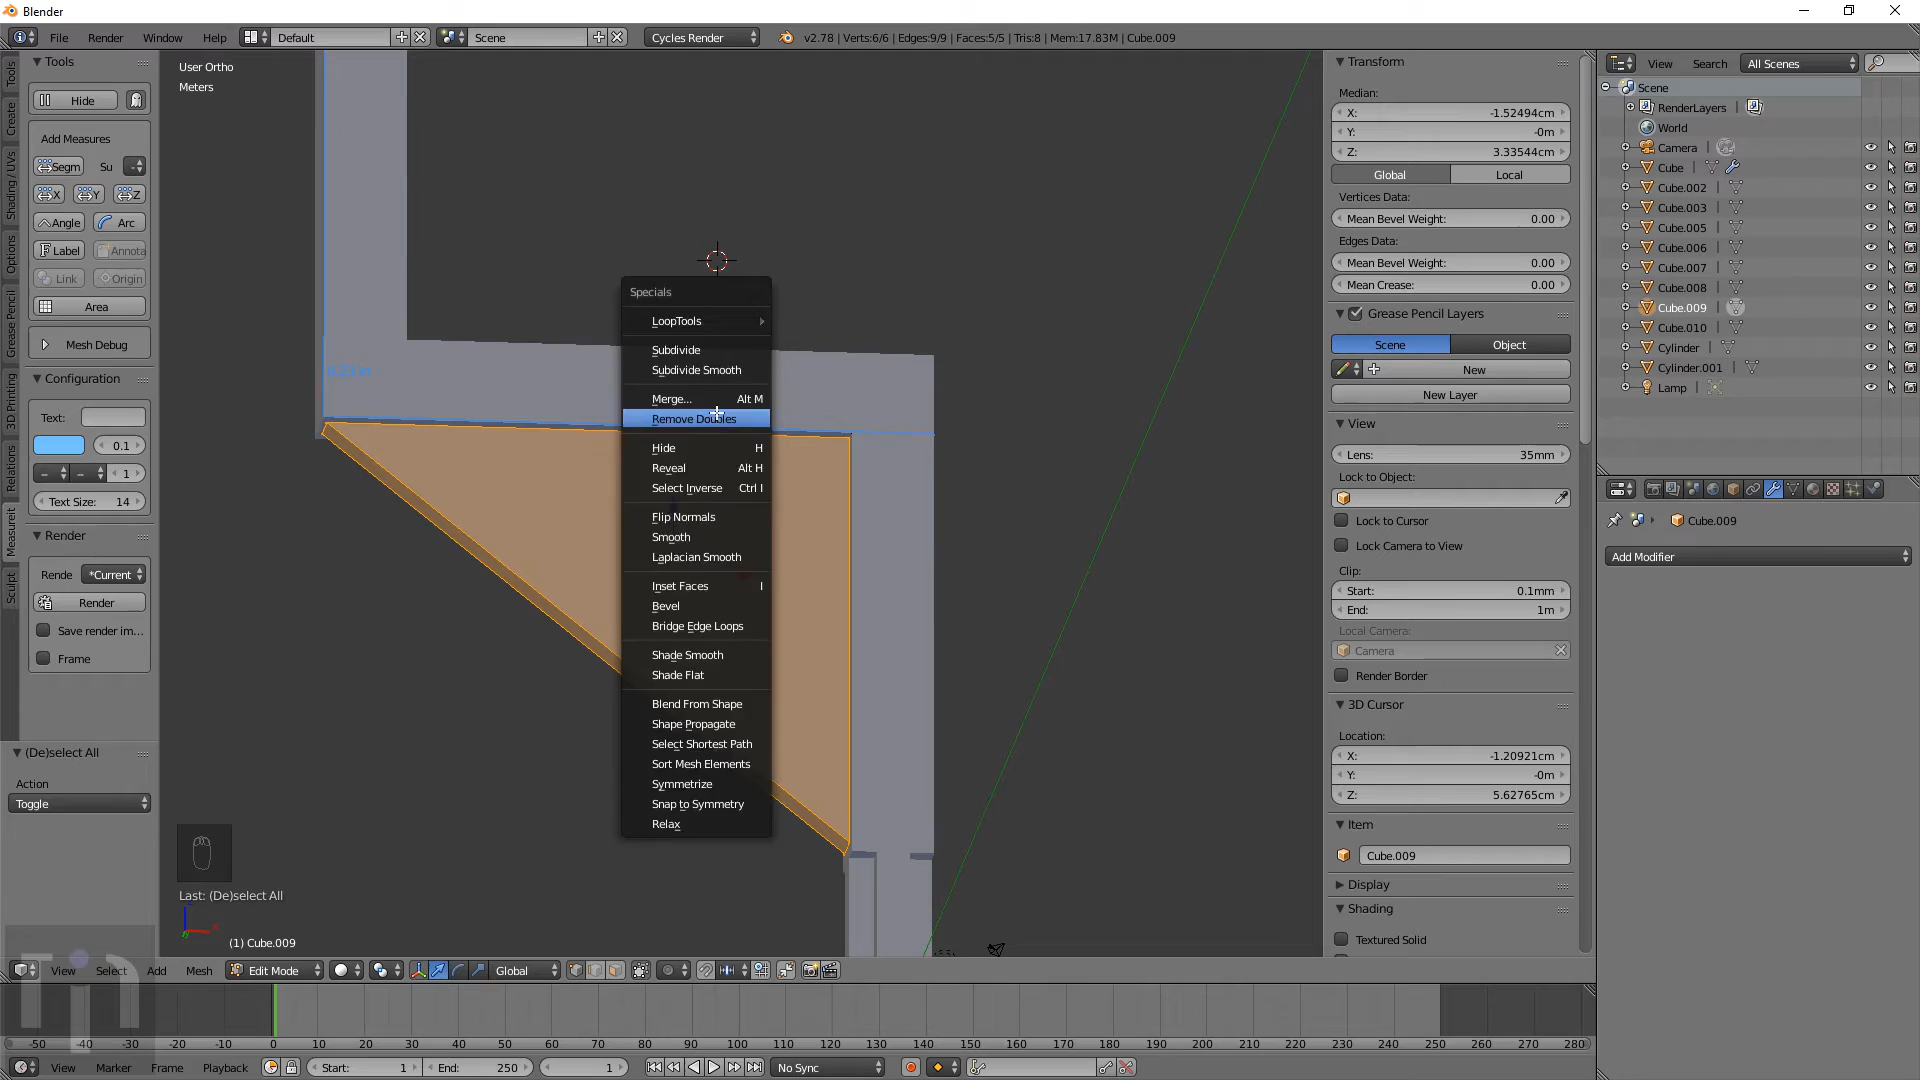 Blender
File Render Window Help Default Scene Cycles Render v2.78 | Verts:6/6 | Edges:9/9 | Faces:5/5 | Tris:8 | Mem:17.83M | Cube.009
Tools
Hide
Add Measures
Segm Su
X Y Z
Angle Arc
Label Annota
Link Origin
Area
Mesh Debug
Configuration
Text:
0.1
1
Text Size: 14
Render
Rende *Current
Render
Save render im...
Frame
(De)select All
Action
Toggle
Tools
Create
Shading / UVs
Options
Grease Pencil
3D Printing
Relations
Measureit
Sculpt
User Ortho
Meters
Specials
LoopTools
Subdivide
Subdivide Smooth
Merge... Alt M
Remove Doubles
Hide H
Reveal Alt H
Select Inverse Ctrl I
Flip Normals
Smooth
Laplacian Smooth
Inset Faces I
Bevel
Bridge Edge Loops
Shade Smooth
Shade Flat
Blend From Shape
Shape Propagate
Select Shortest Path
Sort Mesh Elements
Symmetrize
Snap to Symmetry
Relax
Last: (De)select All
(1) Cube.009
View Select Add Mesh Edit Mode Global
Transform
Median:
X: -1.52494cm
Y: -0m
Z: 3.33544cm
Global Local
Vertices Data:
Mean Bevel Weight: 0.00
Edges Data:
Mean Bevel Weight: 0.00
Mean Crease: 0.00
Grease Pencil Layers
Scene Object
New
New Layer
View
Lens: 35mm
Lock to Object:
Lock to Cursor
Lock Camera to View
Clip:
Start: 0.1mm
End: 1m
Local Camera:
Camera
Render Border
3D Cursor
Location:
X: -1.20921cm
Y: -0m
Z: 5.62765cm
Item
Cube.009
Display
Shading
Textured Solid
View Search All Scenes
Scene
RenderLayers
World
Camera
Cube
Cube.002
Cube.003
Cube.005
Cube.006
Cube.007
Cube.008
Cube.009
Cube.010
Cylinder
Cylinder.001
Lamp
Cube.009
Add Modifier
-50 -40 -30 -20 -10 0 10 20 30 40 50 60 70 80 90 100 110 120 130 140 150 160 170 180 190 200 210 220 230 240 250 260 270 280
View Marker Frame Playback Start: 1 End: 250 1 No Sync